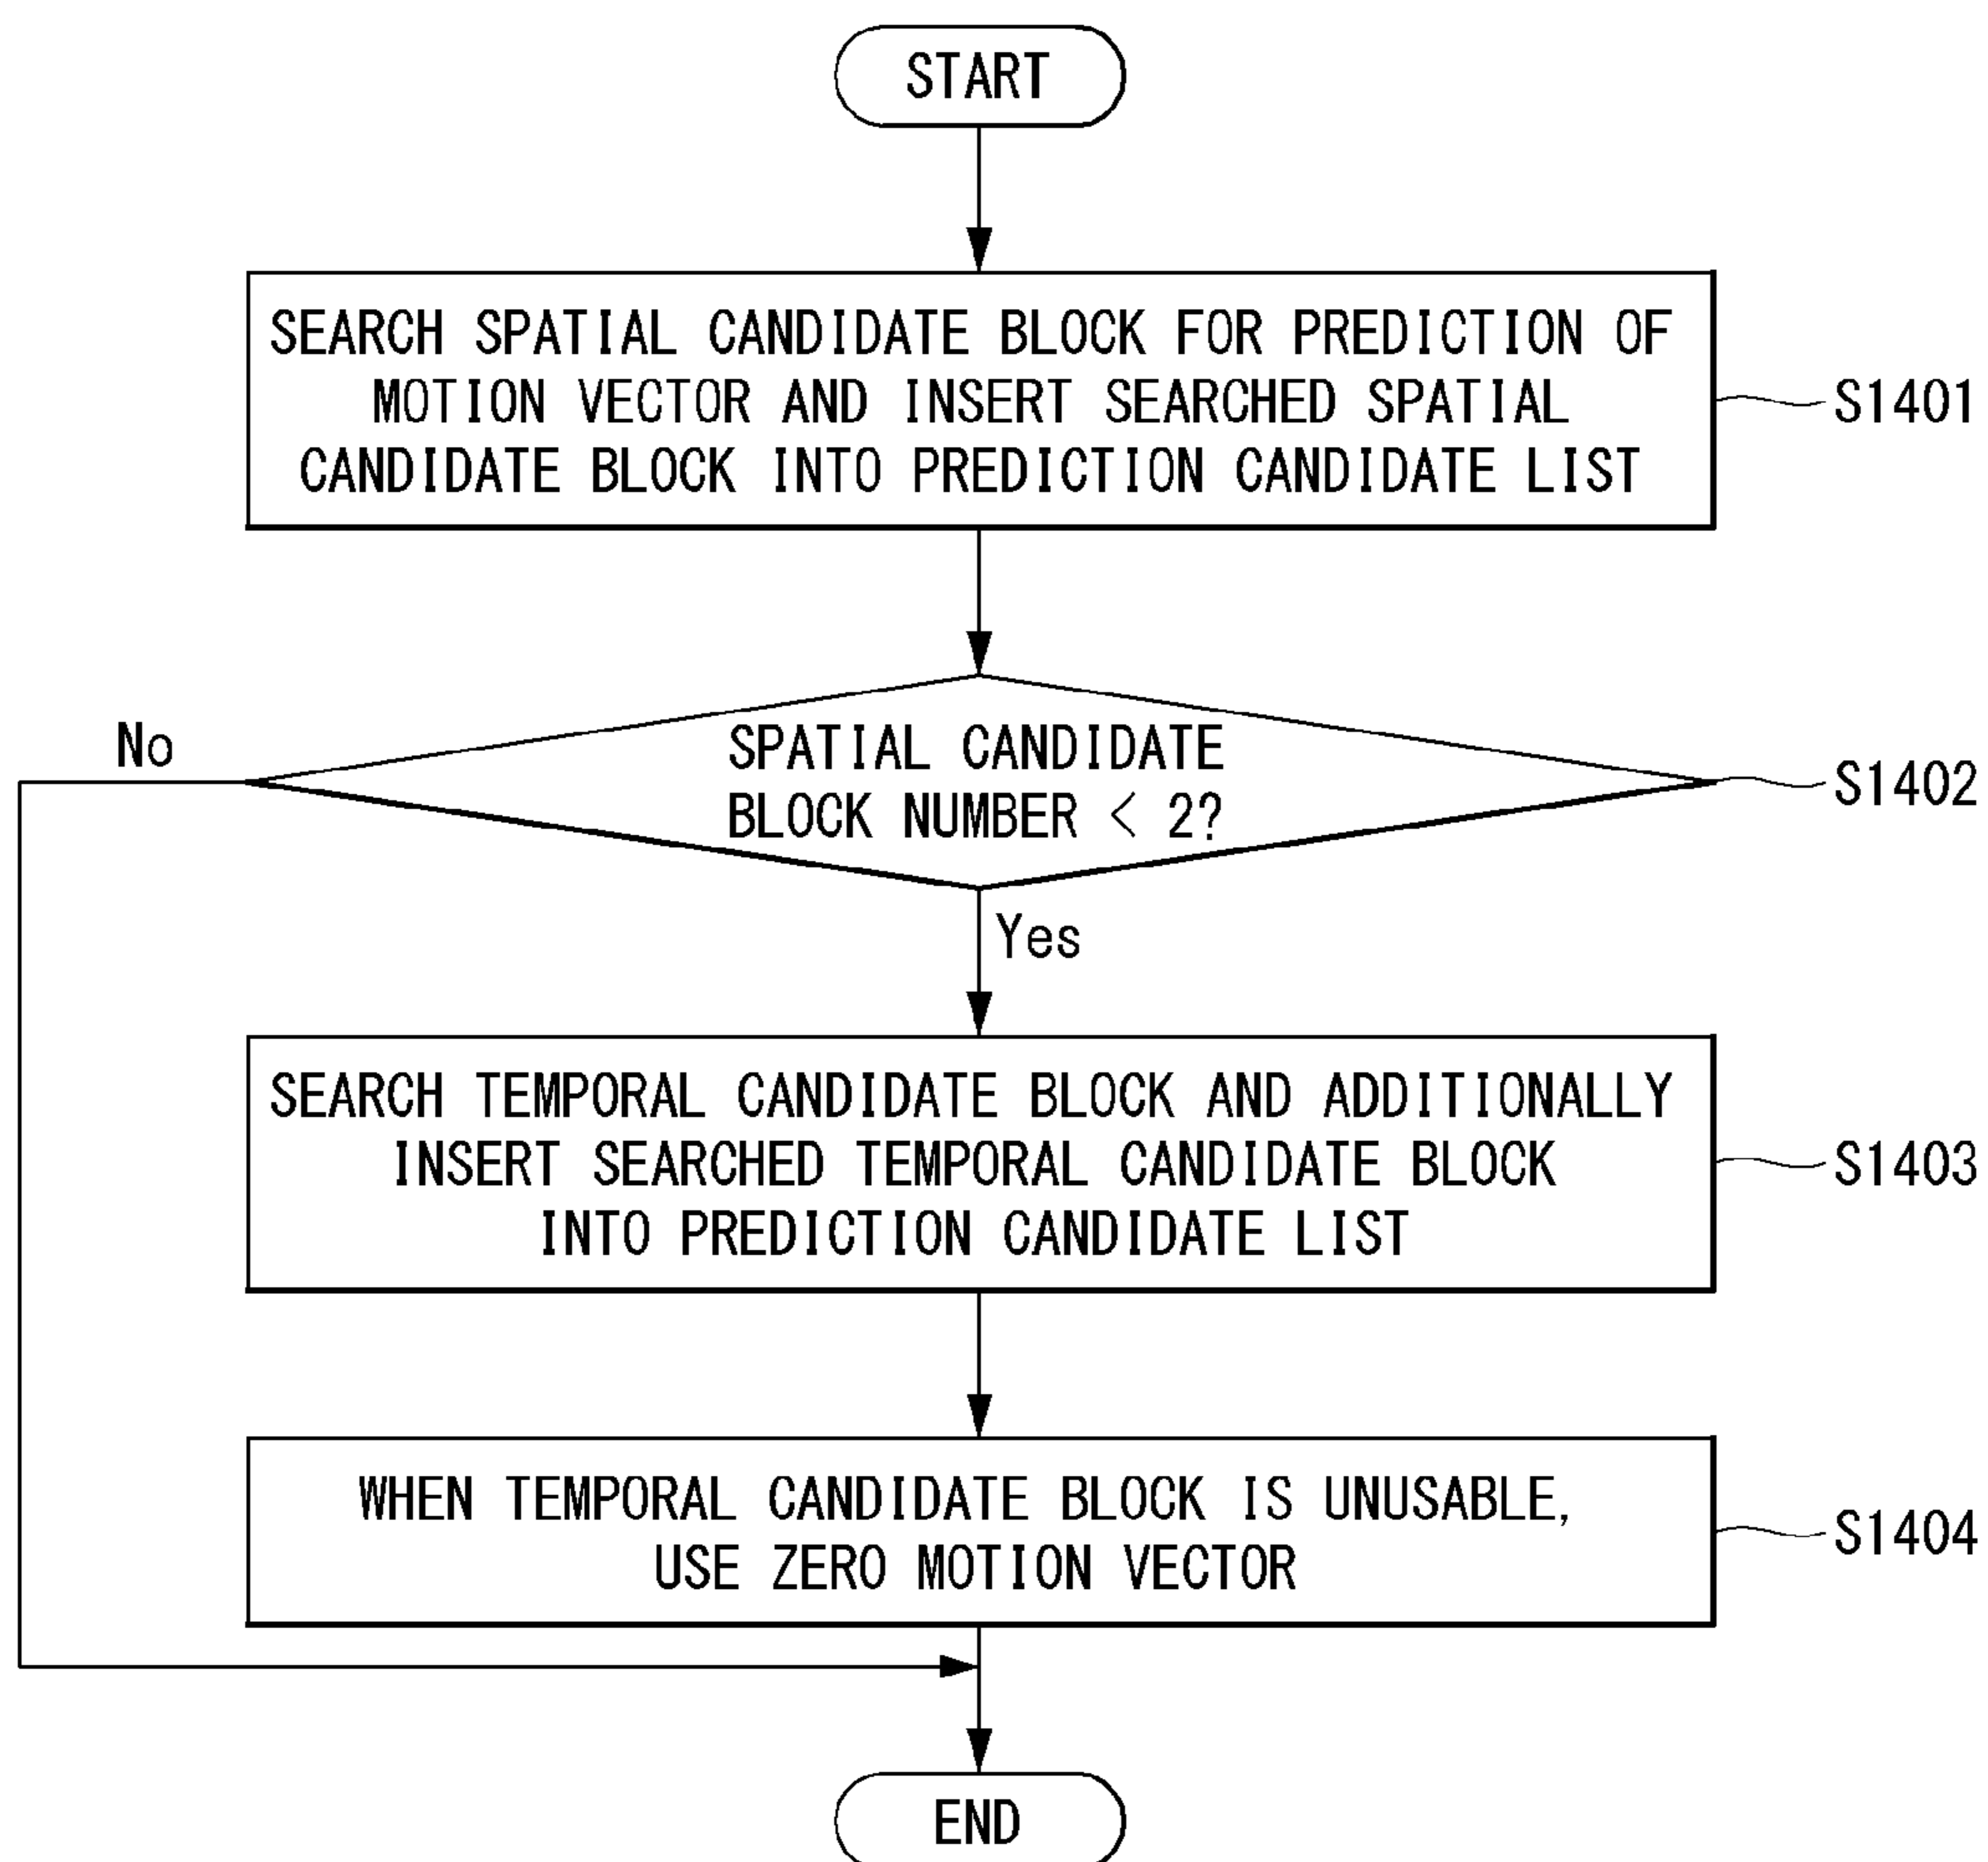 START
SEARCH SPATIAL CANDIDATE BLOCK FOR PREDICTION OF
MOTION VECTOR AND INSERT SEARCHED SPATIAL
CANDIDATE BLOCK INTO PREDICTION CANDIDATE LIST
S1401
No
SPATIAL CANDIDATE
BLOCK NUMBER < 2?
S1402
Yes
SEARCH TEMPORAL CANDIDATE BLOCK AND ADDITIONALLY
INSERT SEARCHED TEMPORAL CANDIDATE BLOCK
INTO PREDICTION CANDIDATE LIST
S1403
WHEN TEMPORAL CANDIDATE BLOCK IS UNUSABLE,
USE ZERO MOTION VECTOR
S1404
END